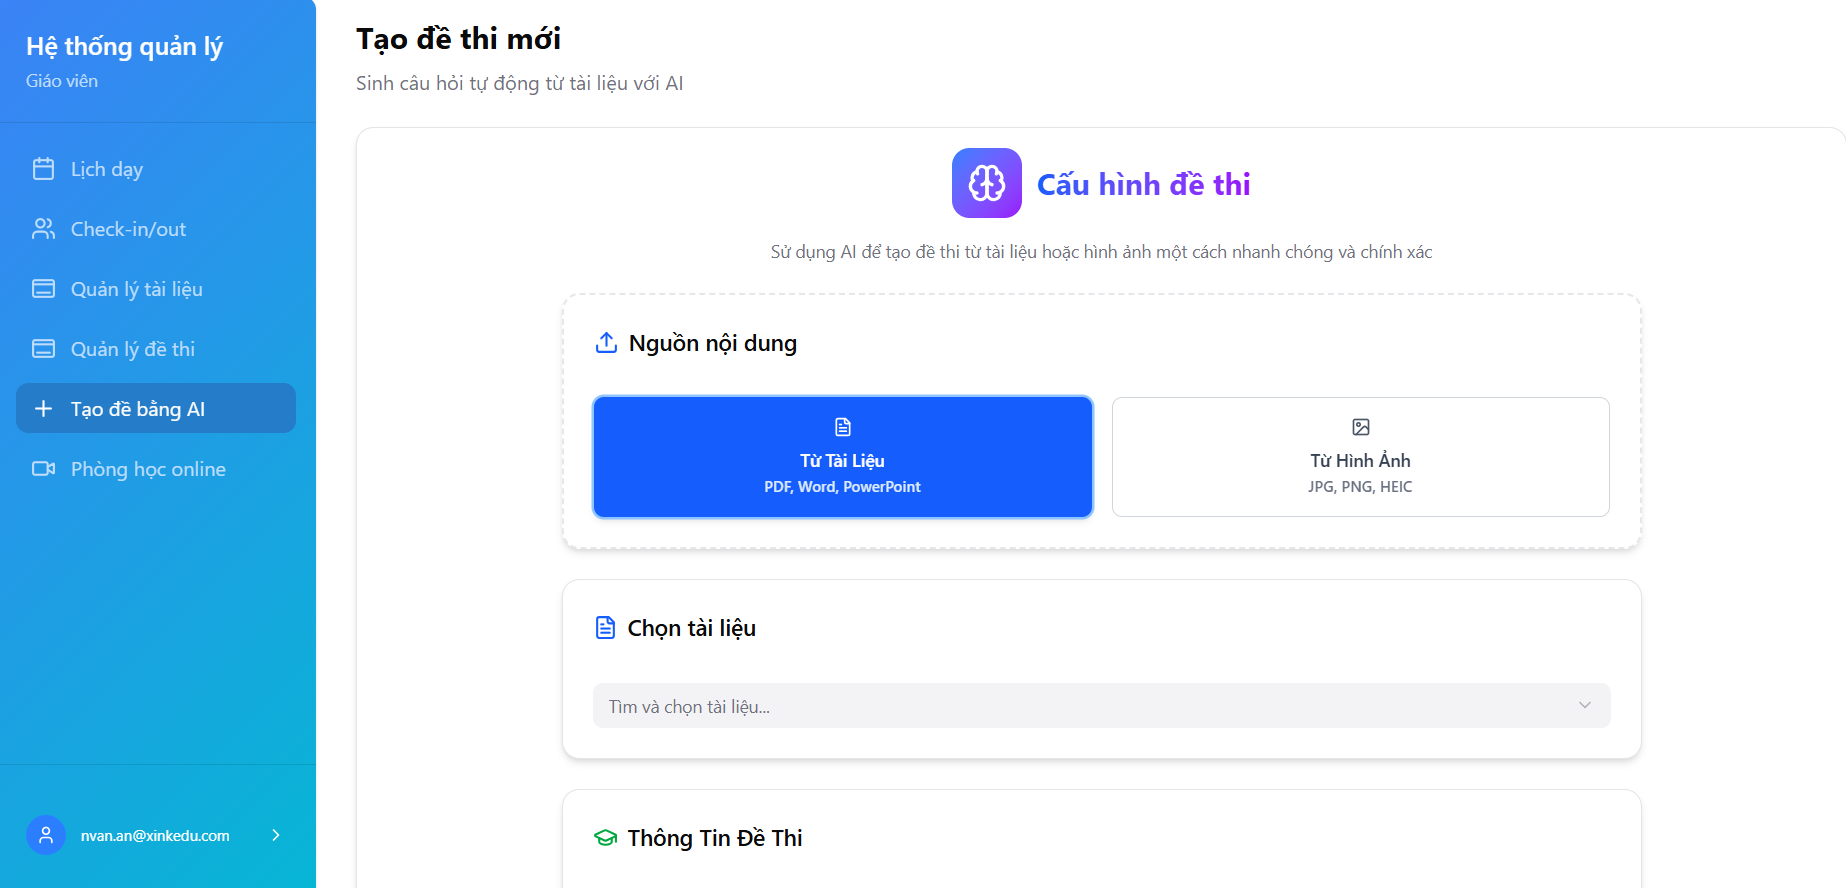 Hệ thống quản lý
Giáo viên
Lịch dạy
Check-in/out
Quản lý tài liệu
Quản lý đề thi
Tạo đề bằng AI
Phòng học online
nvan.an@xinkedu.com
Tạo đề thi mới
Sinh câu hỏi tự động từ tài liệu với AI
Cấu hình đề thi
Sử dụng AI để tạo đề thi từ tài liệu hoặc hình ảnh một cách nhanh chóng và chính xác
Nguồn nội dung
Từ Tài Liệu
PDF, Word, PowerPoint
Từ Hình Ảnh
JPG, PNG, HEIC
Chọn tài liệu
Tìm và chọn tài liệu...
Thông Tin Đề Thi